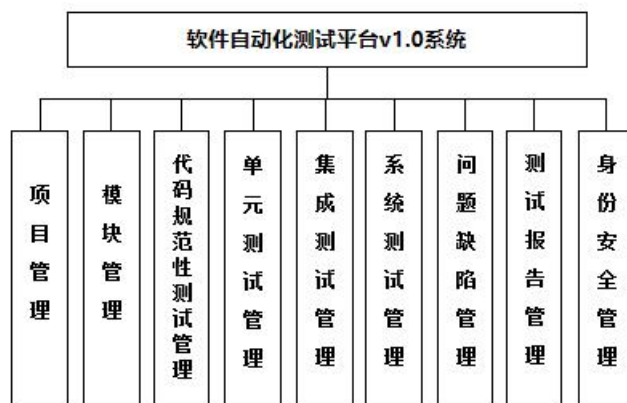 软件自动化测试平台v1.0系统
项目管理
模块管理
代码规范性测试管理
单元测试管理
集成测试管理
系统测试管理
问题缺陷管理
测试报告管理
身份安全管理